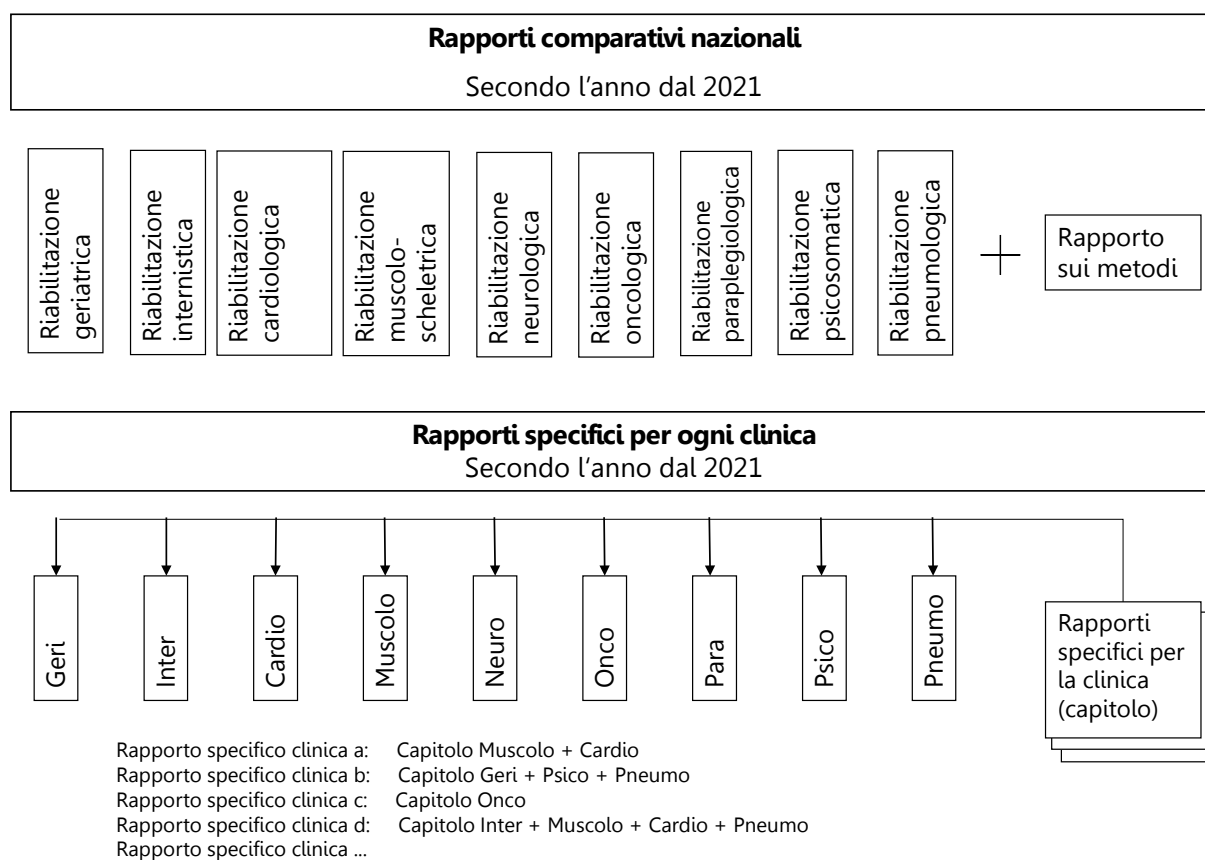 Rapporti comparativi nazionali
Secondo l’anno dal 2021
Riabilitazione
geriatrica
Riabilitazione
internistica
Riabilitazione
cardiologica
Riabilitazione
muscolo-
scheletrica
Riabilitazione
neurologica
Riabilitazione
oncologica
Riabilitazione
paraplegiologica
Riabilitazione
psicosomatica
Riabilitazione
pneumologica
Rapporto
sui metodi
Rapporti specifici per ogni clinica
Secondo l’anno dal 2021
Geri
Inter
Cardio
Muscolo
Neuro
Onco
Para
Psico
Pneumo
Rapporti
specifici per
la clinica
(capitolo)
Rapporto specifico clinica a: Capitolo Muscolo + Cardio
Rapporto specifico clinica b: Capitolo Geri + Psico + Pneumo
Rapporto specifico clinica c: Capitolo Onco
Rapporto specifico clinica d: Capitolo Inter + Muscolo + Cardio + Pneumo
Rapporto specifico clinica ...